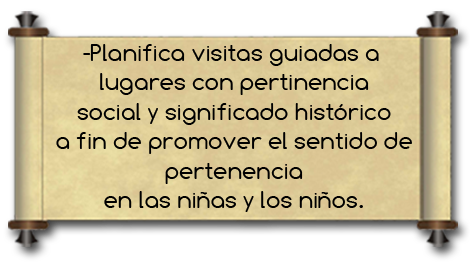 -Planifica visitas guiadas a
lugares con pertinencia
social y significado histórico
a fin de promover el sentido de
pertenencia
en las niñas y los niños.